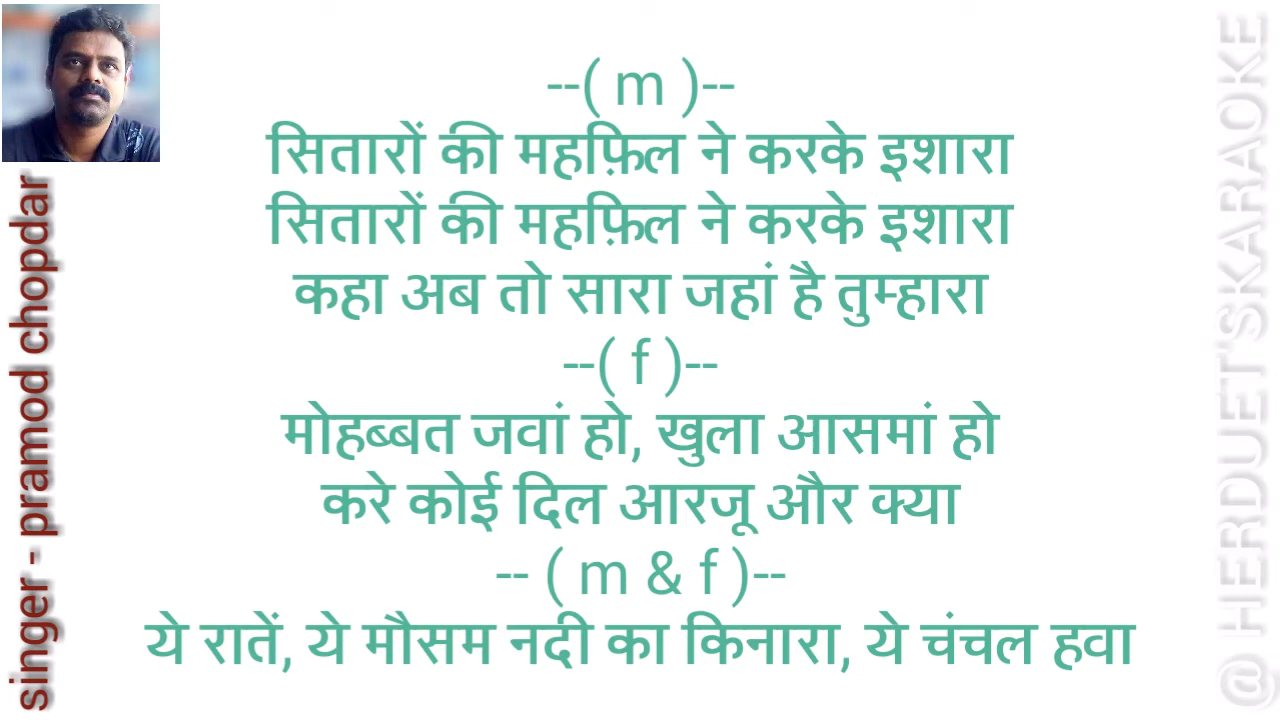 --( m )--
सितारों की महफ़िल ने करके इशारा
सितारों की महफ़िल ने करके इशारा
कहा अब तो सारा जहां है तुम्हारा
--( f )--
मोहब्बत जवां हो, खुला आसमां हो
करे कोई दिल आरजू और क्या
-- ( m & f )--
ये रातें, ये मौसम नदी का किनारा, ये चंचल हवा
singer - pramod chopdar
@ HERDUET'SKARAOKE